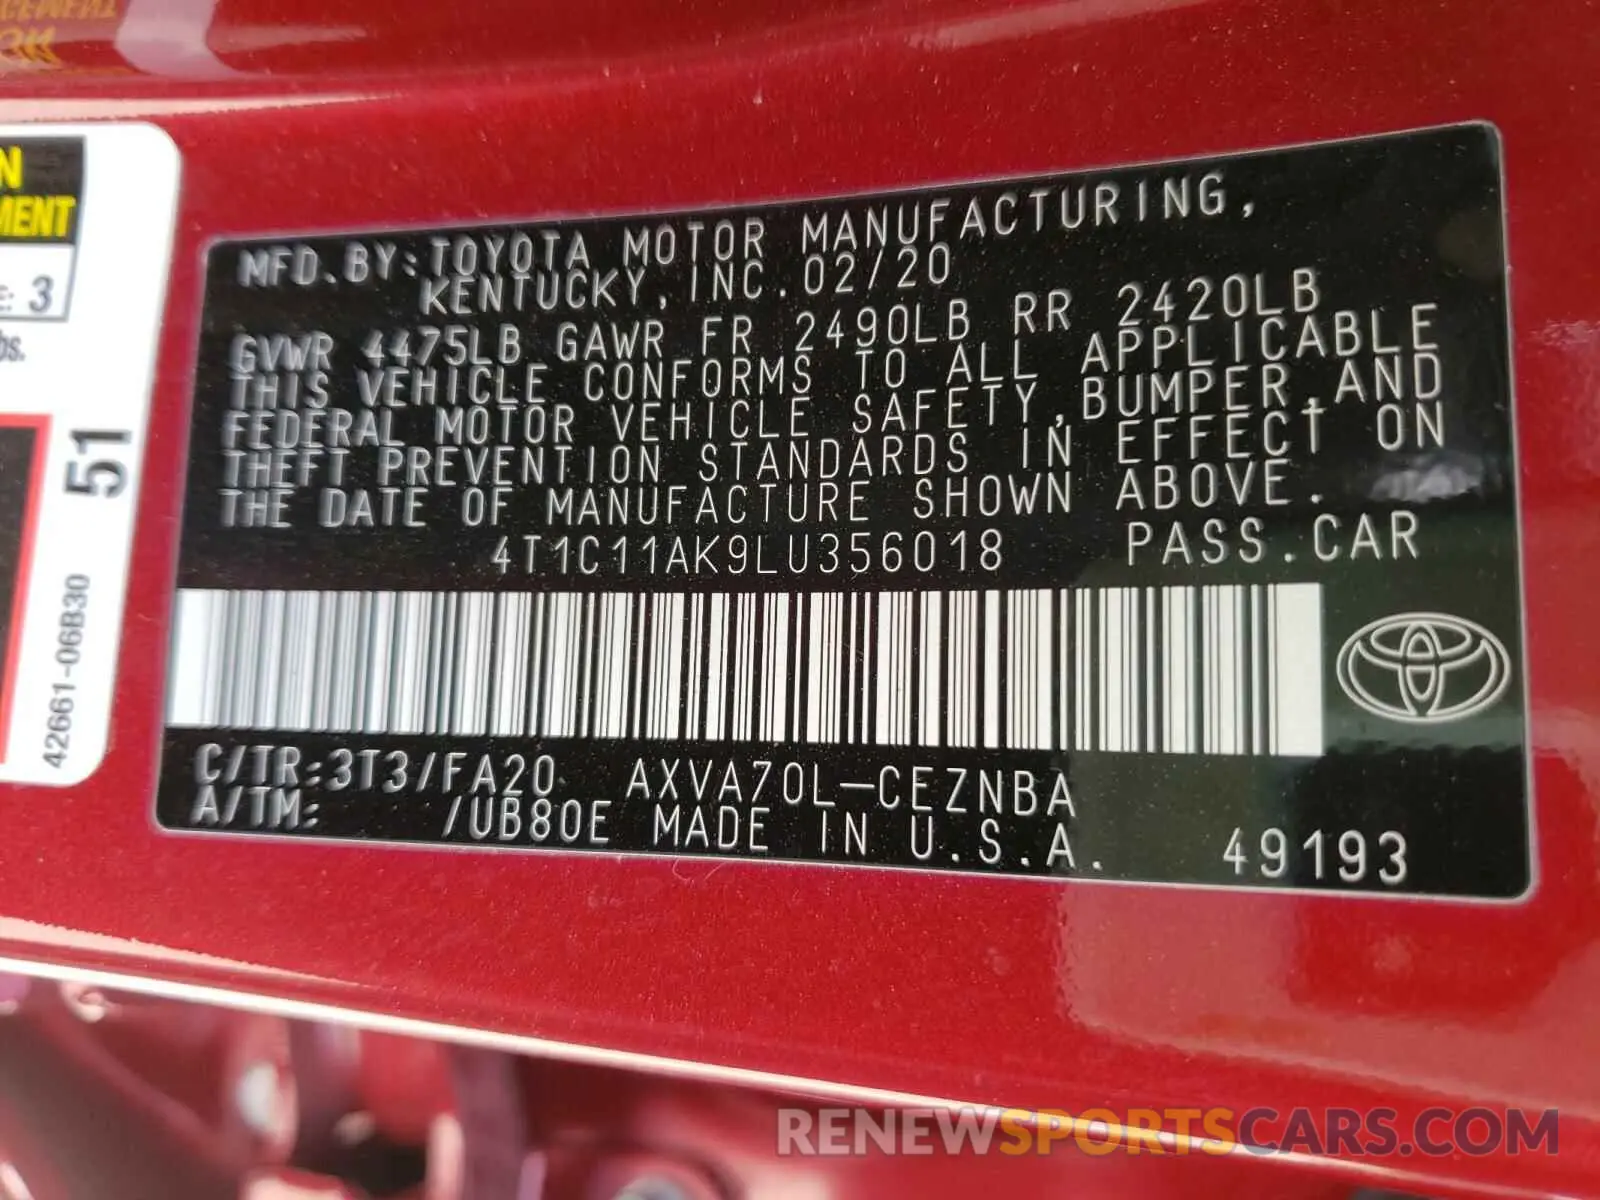 MFD.BY:TOYOTA MOTOR MANUFACTURING,
KENTUCKY, INC. 02/20
GVWR 4475LB GAWR FR 2490LB RR 2420LB
THIS VEHICLE CONFORMS TO ALL APPLICABLE
FEDERAL MOTOR VEHICLE SAFETY,BUMPER,AND
THEFT PREVENTION STANDARDS IN EFFECT ON
THE DATE OF MANUFACTURE SHOWN ABOVE.
4T1C11AK9LU356018 PASS.CAR
C/TR:3T3/FA20 AXVA70L-CEZNBA
A/TM: /UB80E MADE IN U.S.A. 49193
MENT
3
51
42661-06B30
RENEWSPORTSCARS.COM